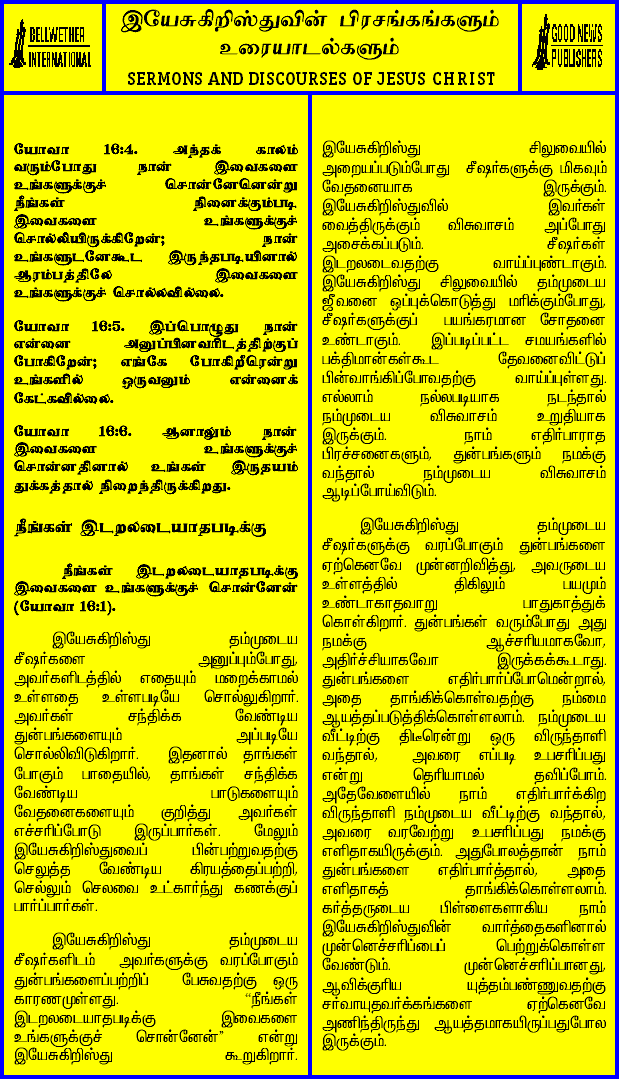 BELLWETHER
INTERNATIONAL
இயேசுகிறிஸ்துவின் பிரசங்கங்களும்
உரையாடல்களும்
SERMONS AND DISCOURSES OF JESUS CHRIST
GOOD NEWS
PUBLISHERS
யோவா 16:4. அந்தக் காலம்
வரும்போது நான் இவைகளை
உங்களுக்குச் சொன்னேனென்று
நீங்கள் நினைக்கும்படி
இவைகளை உங்களுக்குச்
சொல்லியிருக்கிறேன்; நான்
உங்களுடனேகூட இருந்தபடியினால்
ஆரம்பத்திலே இவைகளை
உங்களுக்குச் சொல்லவில்லை.
யோவா 16:5. இப்பொழுது நான்
என்னை அனுப்பினவரிடத்திற்குப்
போகிறேன்; எங்கே போகிறீரென்று
உங்களில் ஒருவனும் என்னைக்
கேட்கவில்லை.
யோவா 16:6. ஆனாலும் நான்
இவைகளை உங்களுக்குச்
சொன்னதினால் உங்கள் இருதயம்
துக்கத்தால் நிறைந்திருக்கிறது.
நீங்கள் இடறலடையாதபடிக்கு
நீங்கள் இடறலடையாதபடிக்கு
இவைகளை உங்களுக்குச் சொன்னேன்
(யோவா 16:1).
இயேசுகிறிஸ்து தம்முடைய
சீஷர்களை அனுப்பும்போது,
அவர்களிடத்தில் எதையும் மறைக்காமல்
உள்ளதை உள்ளபடியே சொல்லுகிறார்.
அவர்கள் சந்திக்க வேண்டிய
துன்பங்களையும் அப்படியே
சொல்லிவிடுகிறார். இதனால் தாங்கள்
போகும் பாதையில், தாங்கள் சந்திக்க
வேண்டிய பாடுகளையும்
வேதனைகளையும் குறித்து அவர்கள்
எச்சரிப்போடு இருப்பார்கள். மேலும்
இயேசுகிறிஸ்துவைப் பின்பற்றுவதற்கு
செலுத்த வேண்டிய கிரயத்தைப்பற்றி,
செல்லும் செலவை உட்கார்ந்து கணக்குப்
பார்ப்பார்கள்.
இயேசுகிறிஸ்து தம்முடைய
சீஷர்களிடம் அவர்களுக்கு வரப்போகும்
துன்பங்களைப்பற்றிப் பேசுவதற்கு ஒரு
காரணமுள்ளது. “நீங்கள்
இடறலடையாதபடிக்கு இவைகளை
உங்களுக்குச் சொன்னேன்” என்று
இயேசுகிறிஸ்து கூறுகிறார்.
இயேசுகிறிஸ்து சிலுவையில்
அறையப்படும்போது சீஷர்களுக்கு மிகவும்
வேதனையாக இருக்கும்.
இயேசுகிறிஸ்துவில் இவர்கள்
வைத்திருக்கும் விசுவாசம் அப்போது
அசைக்கப்படும். சீஷர்கள்
இடறலடைவதற்கு வாய்ப்புண்டாகும்.
இயேசுகிறிஸ்து சிலுவையில் தம்முடைய
ஜீவனை ஒப்புக்கொடுத்து மரிக்கும்போது,
சீஷர்களுக்குப் பயங்கரமான சோதனை
உண்டாகும். இப்படிப்பட்ட சமயங்களில்
பக்திமான்கள்கூட தேவனைவிட்டுப்
பின்வாங்கிப்போவதற்கு வாய்ப்புள்ளது.
எல்லாம் நல்லபடியாக நடந்தால்
நம்முடைய விசுவாசம் உறுதியாக
இருக்கும். நாம் எதிர்பாராத
பிரச்சனைகளும், துன்பங்களும் நமக்கு
வந்தால் நம்முடைய விசுவாசம்
ஆடிப்போய்விடும்.
இயேசுகிறிஸ்து தம்முடைய
சீஷர்களுக்கு வரப்போகும் துன்பங்களை
ஏற்கெனவே முன்னறிவித்து, அவருடைய
உள்ளத்தில் திகிலும் பயமும்
உண்டாகாதவாறு பாதுகாத்துக்
கொள்கிறார். துன்பங்கள் வரும்போது அது
நமக்கு ஆச்சரியமாகவோ,
அதிர்ச்சியாகவோ இருக்கக்கூடாது.
துன்பங்களை எதிர்பார்ப்போமென்றால்,
அதை தாங்கிக்கொள்வதற்கு நம்மை
ஆயத்தப்படுத்திக்கொள்ளலாம். நம்முடைய
வீட்டிற்கு திடீரென்று ஒரு விருந்தாளி
வந்தால், அவரை எப்படி உபசரிப்பது
என்று தெரியாமல் தவிப்போம்.
அதேவேளையில் நாம் எதிர்பார்க்கிற
விருந்தாளி நம்முடைய வீட்டிற்கு வந்தால்,
அவரை வரவேற்று உபசரிப்பது நமக்கு
எளிதாகயிருக்கும். அதுபோலத்தான் நாம்
துன்பங்களை எதிர்பார்த்தால், அதை
எளிதாகத் தாங்கிக்கொள்ளலாம்.
கர்த்தருடைய பிள்ளைகளாகிய நாம்
இயேசுகிறிஸ்துவின் வார்த்தைகளினால்
முன்னெச்சரிப்பைப் பெற்றுக்கொள்ள
வேண்டும். முன்னெச்சரிப்பானது,
ஆவிக்குரிய யுத்தம்பண்ணுவதற்கு
சர்வாயுதவர்க்கங்களை ஏற்கெனவே
அணிந்திருந்து ஆயத்தமாகயிருப்பதுபோல
இருக்கும்.